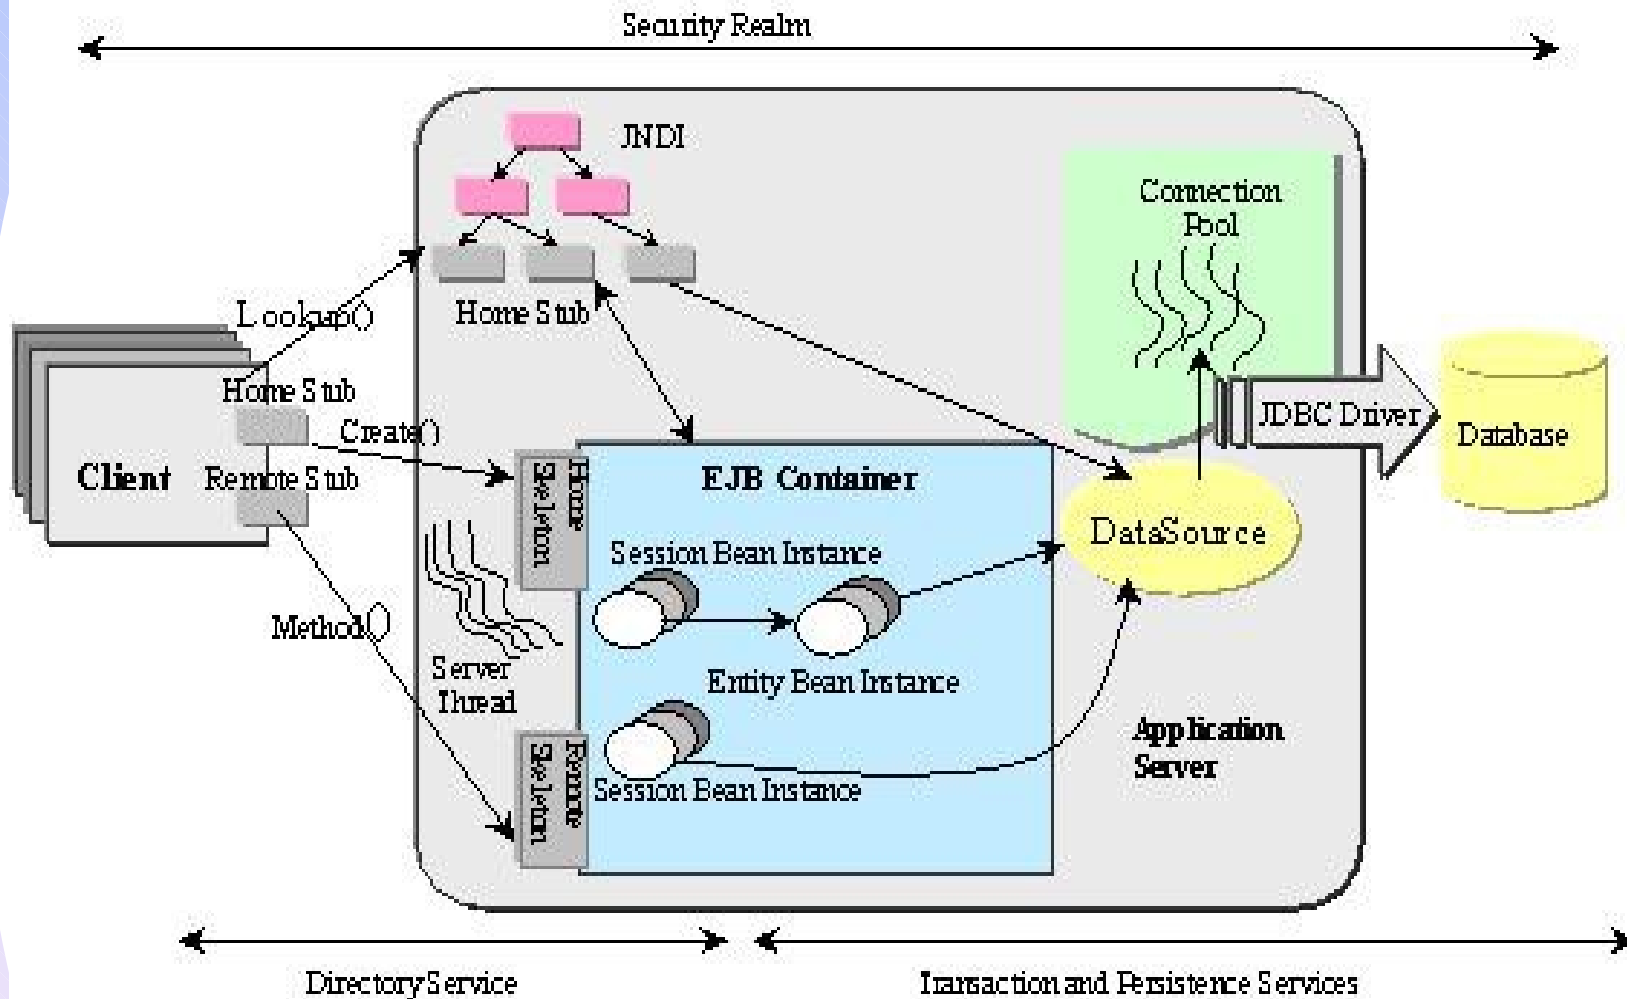 Security Realm
JNDI
Connection
Pool
Lookup()
Home Stub
Home Stub
Create()
JDBC Driver
Database
Client
Remote Stub
Home
Skeleton
EJB Container
DataSource
Session Bean Instance
Method()
Server
Thread
Entity Bean Instance
Application
Server
Remote
Skeleton
Session Bean Instance
Directory Service
Transaction and Persistence Services